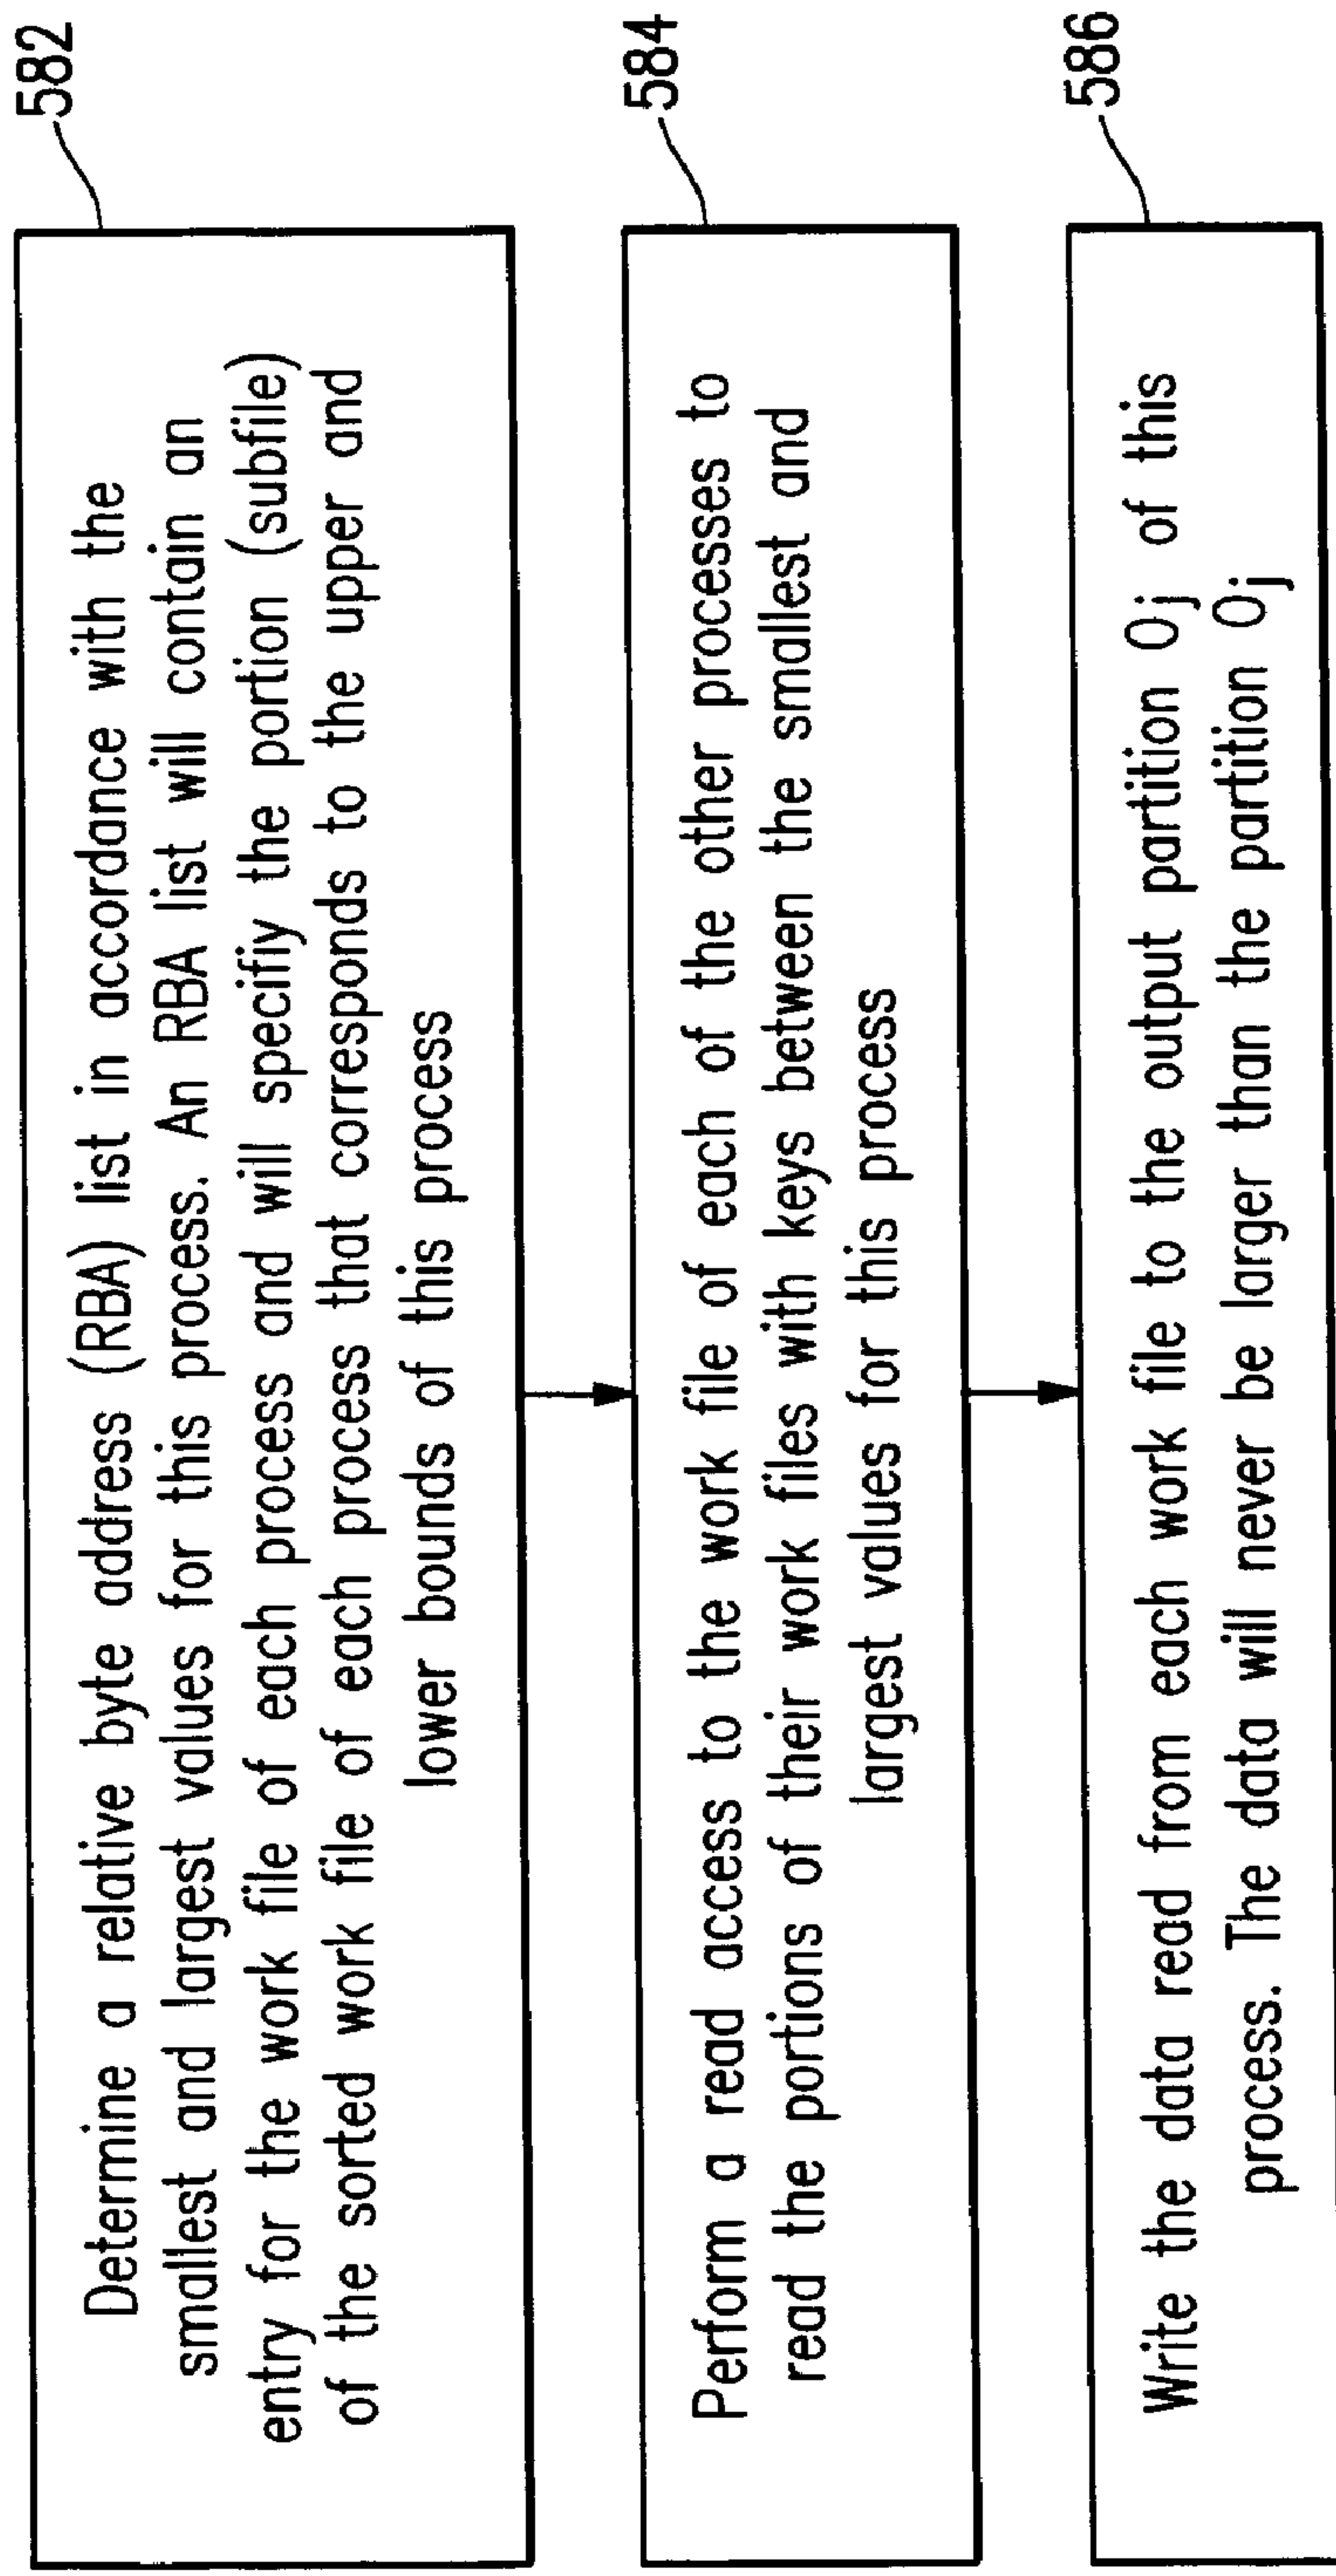 582
Determine a relative byte address (RBA) list in accordance with the
smallest and largest values for this process. An RBA list will contain an
entry for the work file of each process and will specifiy the portion (subfile)
of the sorted work file of each process that corresponds to the upper and
lower bounds of this process
584
Perform a read access to the work file of each of the other processes to
read the portions of their work files with keys between the smallest and
largest values for this process
586
Write the data read from each work file to the output partition Oj of this
process. The data will never be larger than the partition Oj